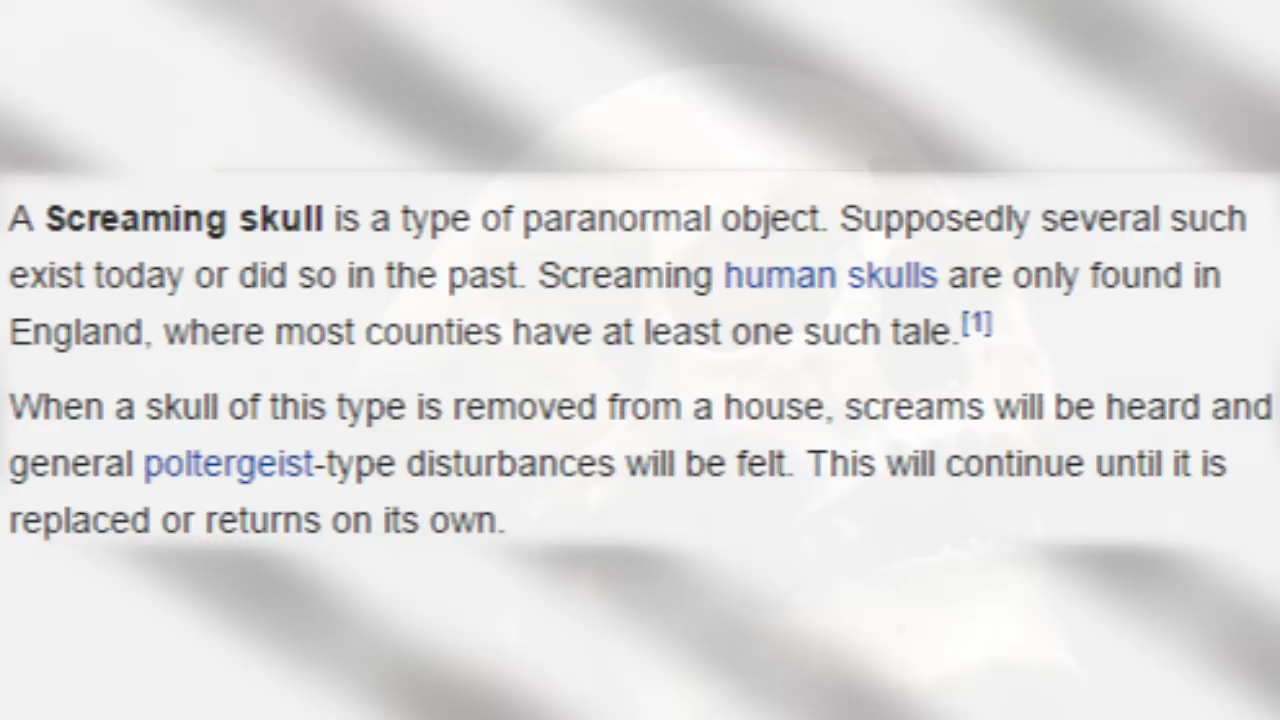 A Screaming skull is a type of paranormal object. Supposedly several such
exist today or did so in the past. Screaming human skulls are only found in
England, where most counties have at least one such tale.[1]
When a skull of this type is removed from a house, screams will be heard and
general poltergeist-type disturbances will be felt. This will continue until it is
replaced or returns on its own.